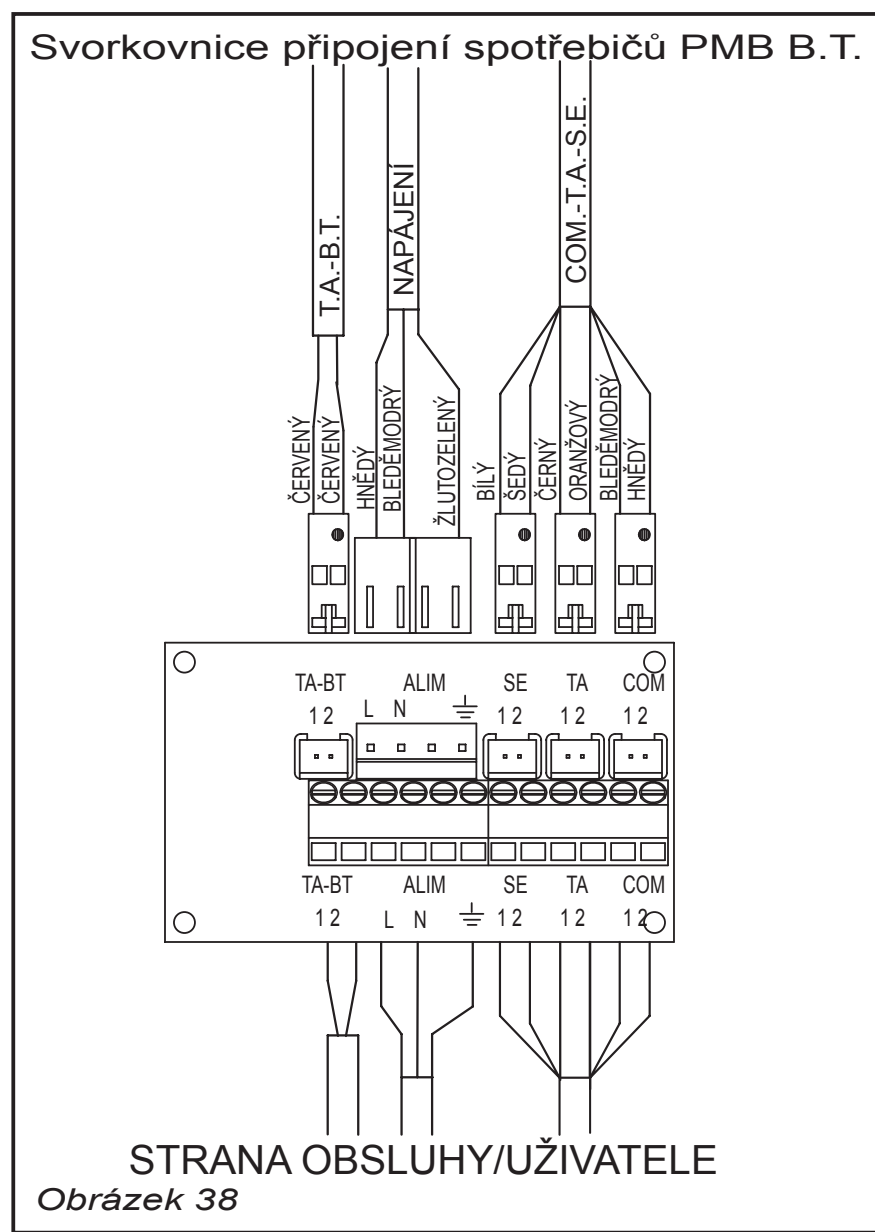 Svorkovnice připojení spotřebičů PMB B.T.
T.A.-B.T.
NAPÁJENÍ
COM.-T.A.-S.E.
ČERVENÝ
ČERVENÝ
HNĚDÝ
BLEDĚMODRÝ
ŽLUTOZELENÝ
BÍLÝ
ŠEDÝ
ČERNÝ
ORANŽOVÝ
BLEDĚMODRÝ
HNĚDÝ
TA-BT ALIM SE TA COM
1 2 L N 1 2 1 2 1 2
TA-BT ALIM SE TA COM
1 2 L N 1 2 1 2 1 2
STRANA OBSLUHY/UŽIVATELE
Obrázek 38